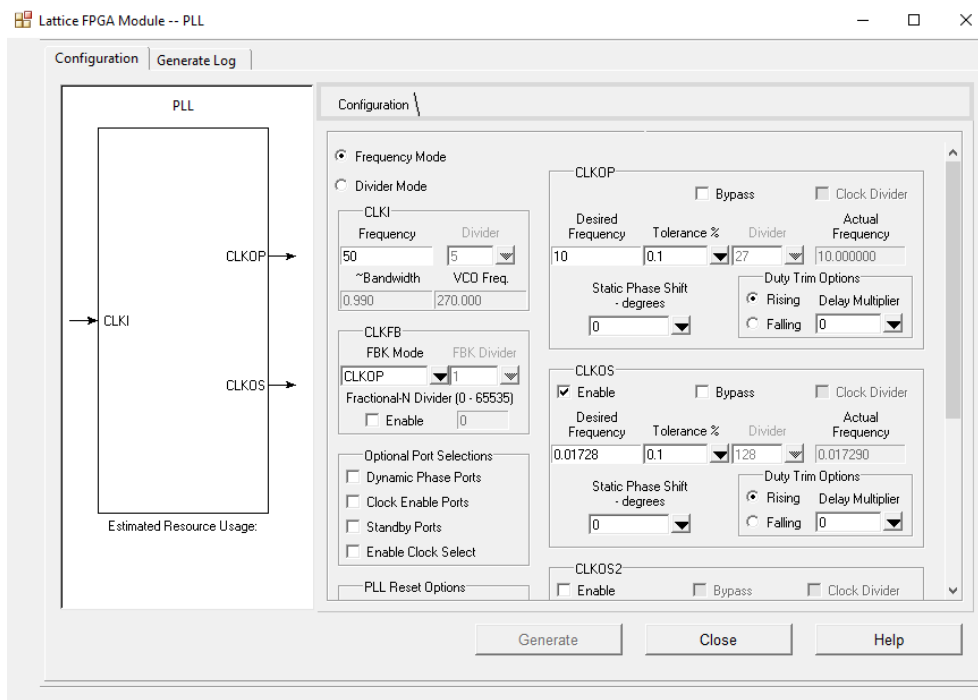 Lattice FPGA Module -- PLL
Configuration
Generate Log
PLL
CLKI
CLKOP
CLKOS
Estimated Resource Usage:
Configuration
Frequency Mode
Divider Mode
CLKI
Frequency
Divider
50
5
~Bandwidth
VCO Freq.
0.990
270.000
CLKFB
FBK Mode
FBK Divider
CLKOP
1
Fractional-N Divider (0 - 65535)
Enable
0
Optional Port Selections
Dynamic Phase Ports
Clock Enable Ports
Standby Ports
Enable Clock Select
PLL Reset Options
CLKOP
Bypass
Clock Divider
Desired
Frequency
Tolerance %
Divider
Actual
Frequency
10
0.1
27
10.000000
Static Phase Shift
- degrees
0
Duty Trim Options
Rising
Delay Multiplier
Falling
0
CLKOS
Enable
Bypass
Clock Divider
Desired
Frequency
Tolerance %
Divider
Actual
Frequency
0.01728
0.1
128
0.017290
Static Phase Shift
- degrees
0
Duty Trim Options
Rising
Delay Multiplier
Falling
0
CLKOS2
Enable
Bypass
Clock Divider
Generate
Close
Help